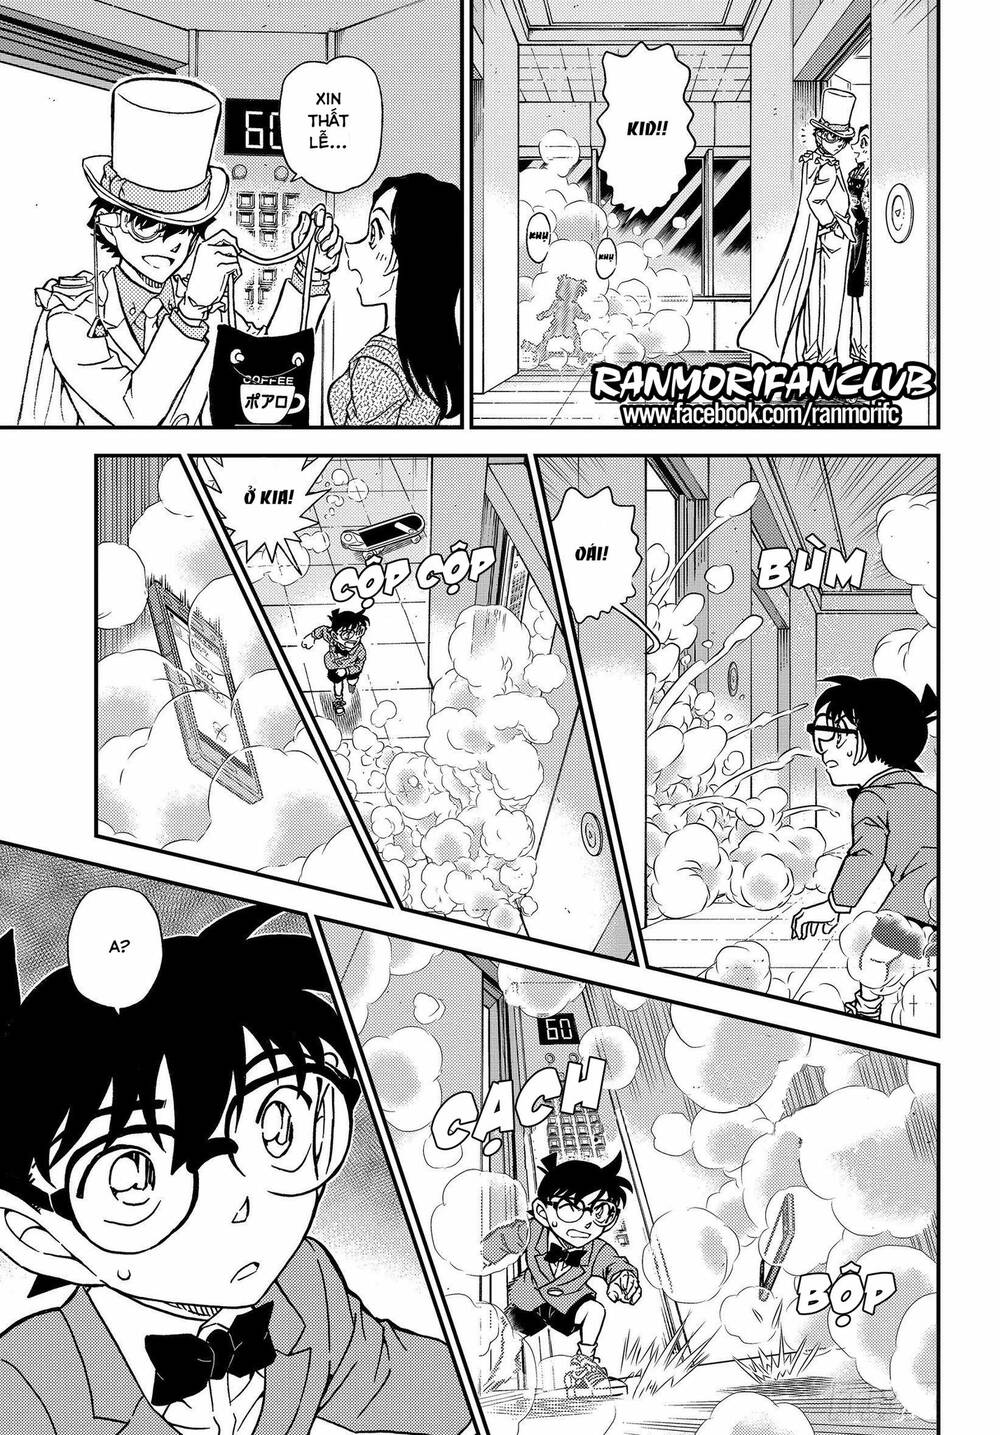 KID!!
KHỤ
KHỤ
RANMORIFANCLUB
www.facebook.com/ranmorifc
60
XIN
THẤT
LỄ...
COFFEE
ポアロ
BÙM
OÁI!
Ở KIA!
CỘP CỘP
60
CẠCH
BỘP
A?